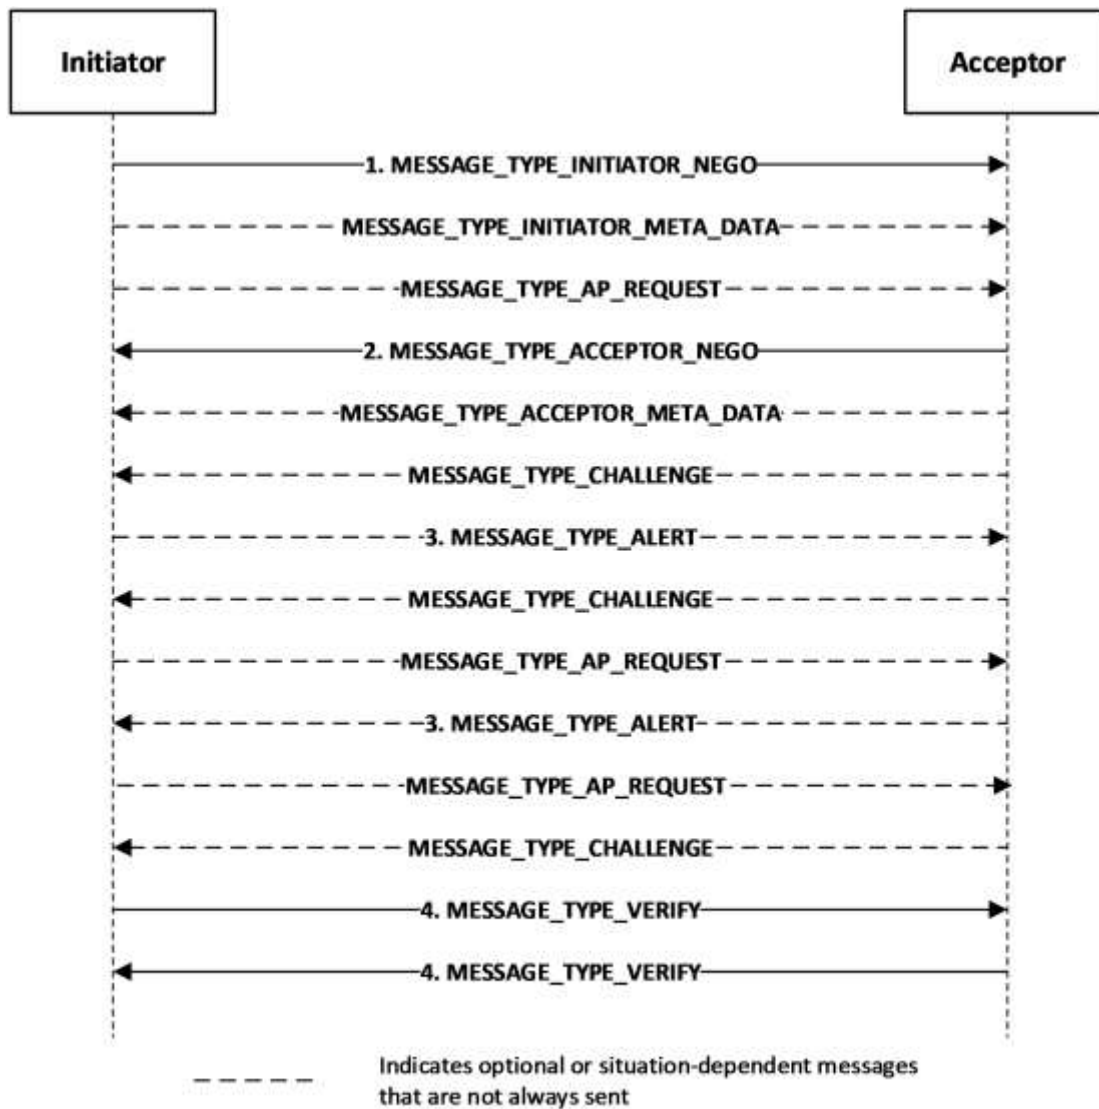 Initiator
Acceptor
1. MESSAGE_TYPE_INITIATOR_NEGO
MESSAGE_TYPE_INITIATOR_META_DATA
MESSAGE_TYPE_AP_REQUEST
2. MESSAGE_TYPE_ACCEPTOR_NEGO
MESSAGE_TYPE_ACCEPTOR_META_DATA
MESSAGE_TYPE_CHALLENGE
3. MESSAGE_TYPE_ALERT
MESSAGE_TYPE_CHALLENGE
MESSAGE_TYPE_AP_REQUEST
3. MESSAGE_TYPE_ALERT
MESSAGE_TYPE_AP_REQUEST
MESSAGE_TYPE_CHALLENGE
4. MESSAGE_TYPE_VERIFY
4. MESSAGE_TYPE_VERIFY
Indicates optional or situation-dependent messages
that are not always sent